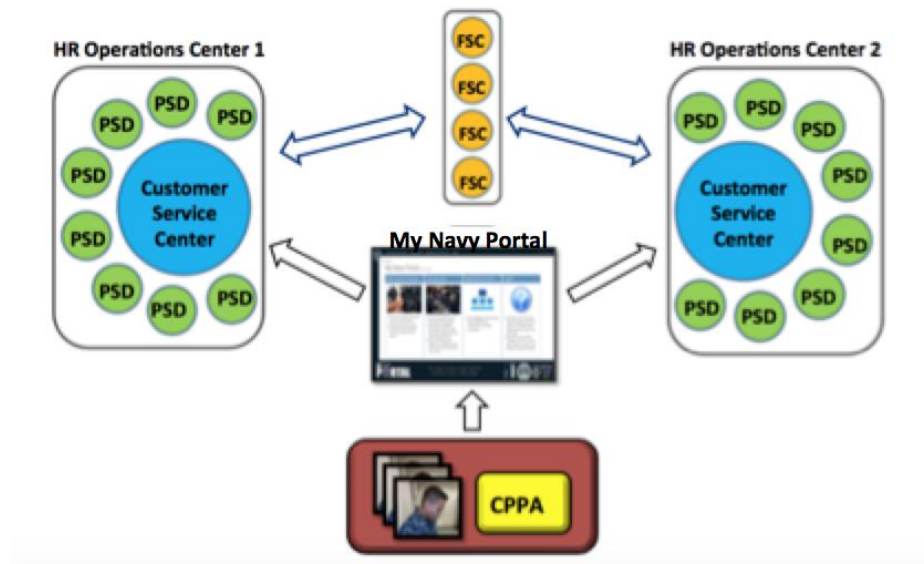 HR Operations Center 1
FSC
FSC
FSC
FSC
HR Operations Center 2
PSD
PSD
PSD
PSD
PSD
PSD
PSD
PSD
PSD
Customer
Service
Center
PSD
PSD
PSD
PSD
PSD
PSD
PSD
PSD
PSD
Customer
Service
Center
My Navy Portal
PORTAL
CPPA